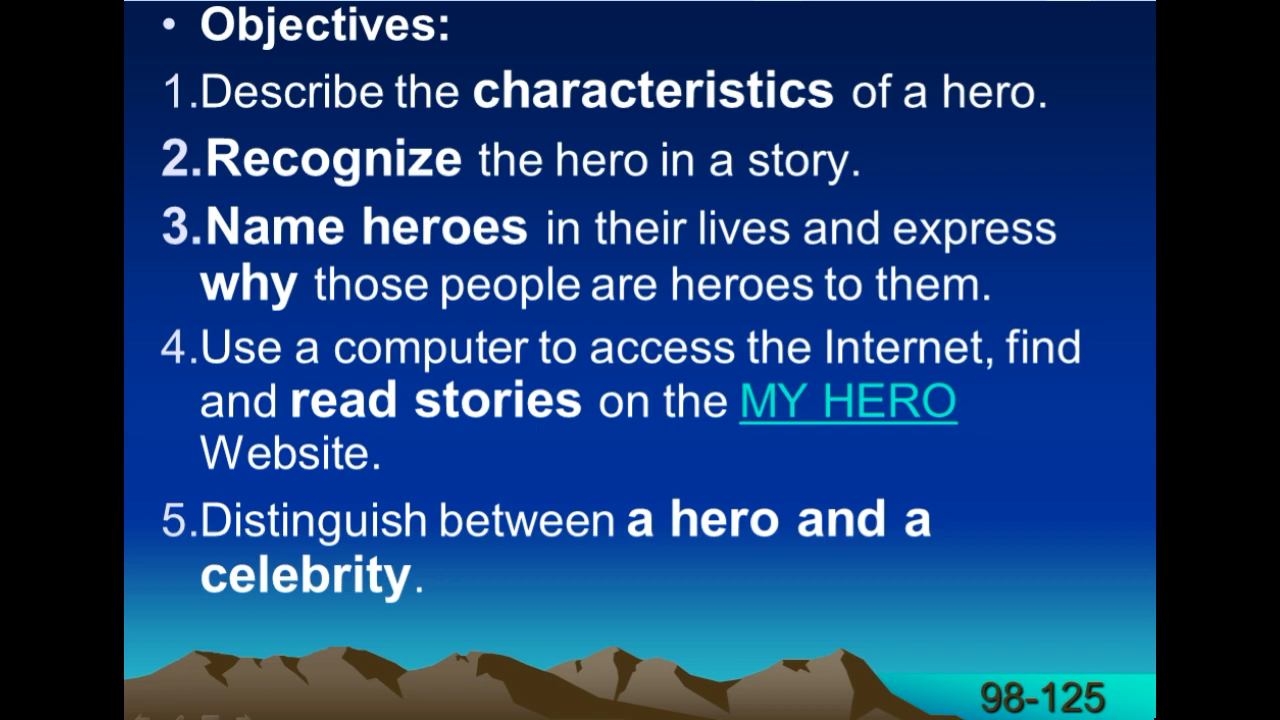 • Objectives:
1.Describe the characteristics of a hero.
2.Recognize the hero in a story.
3.Name heroes in their lives and express
why those people are heroes to them.
4.Use a computer to access the Internet, find
and read stories on the MY HERO
Website.
5.Distinguish between a hero and a
celebrity.
98-125